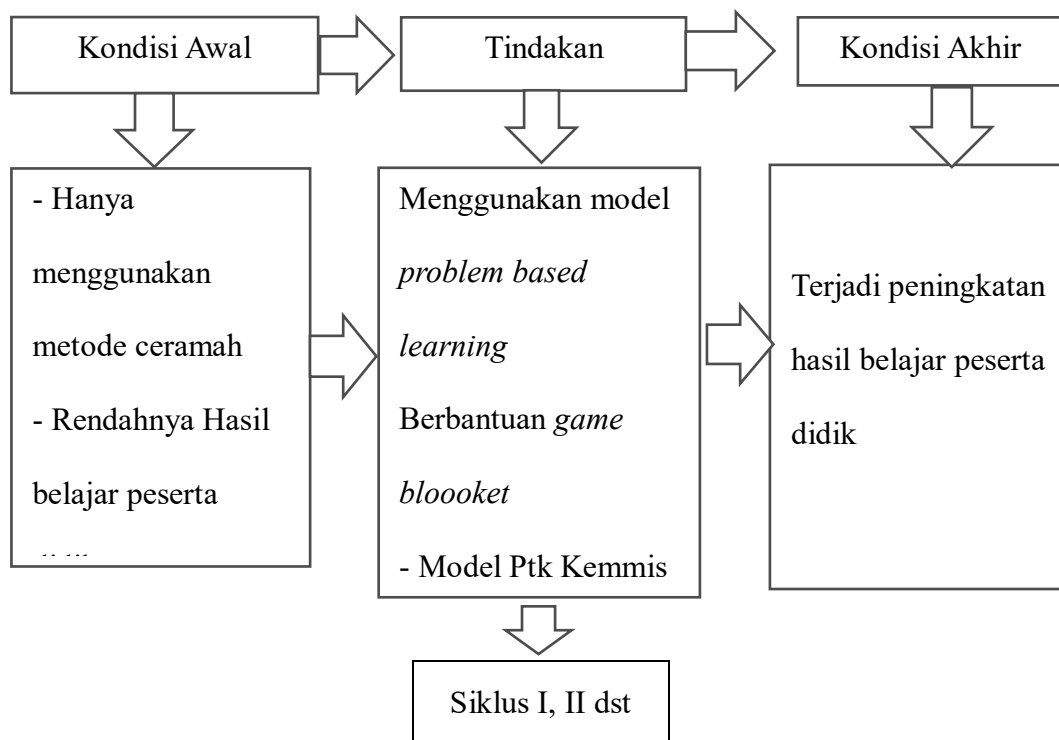 Kondisi Awal
Tindakan
Kondisi Akhir
- Hanya
menggunakan
metode ceramah
- Rendahnya Hasil
belajar peserta
Menggunakan model
problem based
learning
Berbantuan game
bloooket
- Model Ptk Kemmis
Terjadi peningkatan
hasil belajar peserta
didik
Siklus I, II dst